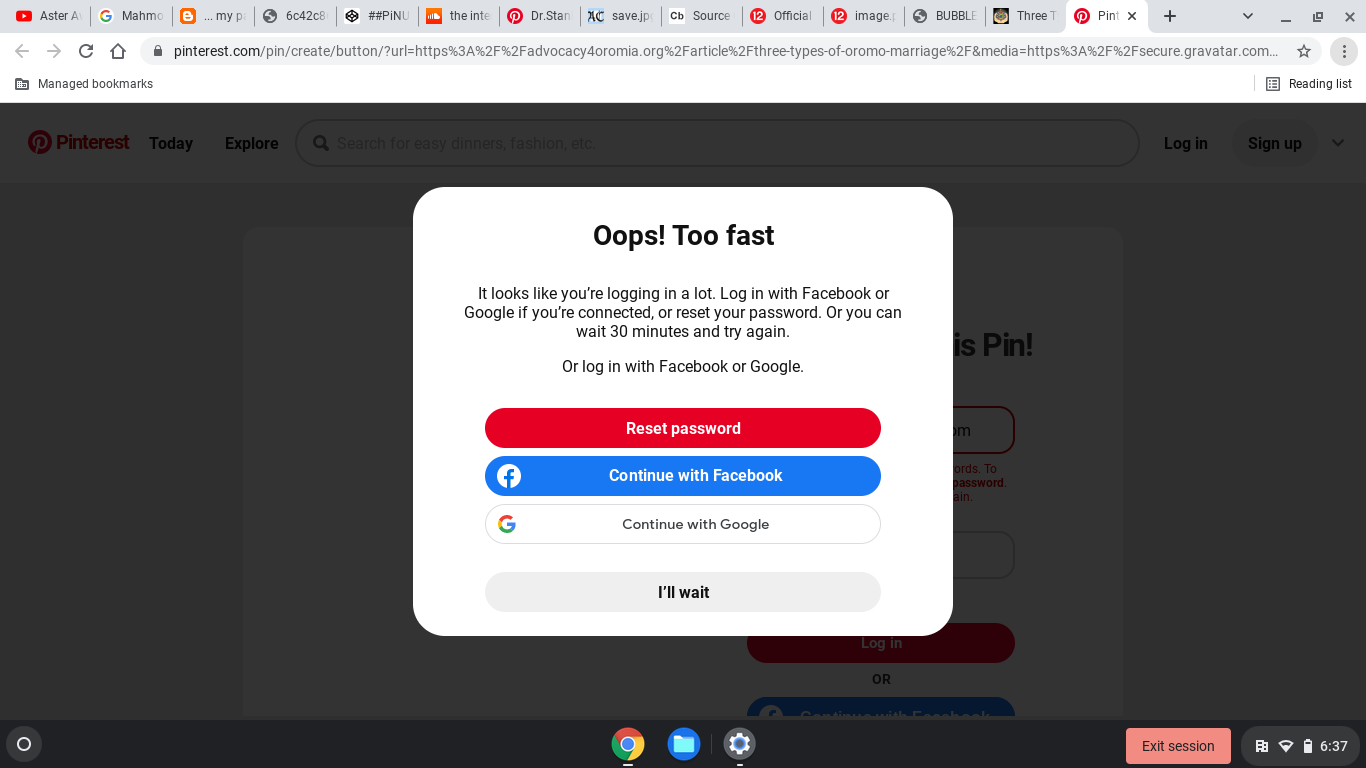 Aster A
Mahmo
... my pa
6c42c8
##PiNU
the inte
Dr.Stan
save.jp
Source
Official
image.p
BUBBLE
Three T
Pint
pinterest.com/pin/create/button/?url=https%3A%2F%2Fadvocacy4oromia.org%2Farticle%2Fthree-types-of-oromo-marriage%2F&media=https%3A%2F%2Fsecure.gravatar.com...
Managed bookmarks
Reading list
Pinterest
Today
Explore
Search for easy dinners, fashion, etc.
Log in
Sign up
Oops! Too fast
It looks like you’re logging in a lot. Log in with Facebook or
Google if you’re connected, or reset your password. Or you can
wait 30 minutes and try again.
Or log in with Facebook or Google.
is Pin!
om
ords. To
password.
ain.
Reset password
Continue with Facebook
Continue with Google
I’ll wait
Log in
OR
Continue with Facebook
Exit session
6:37